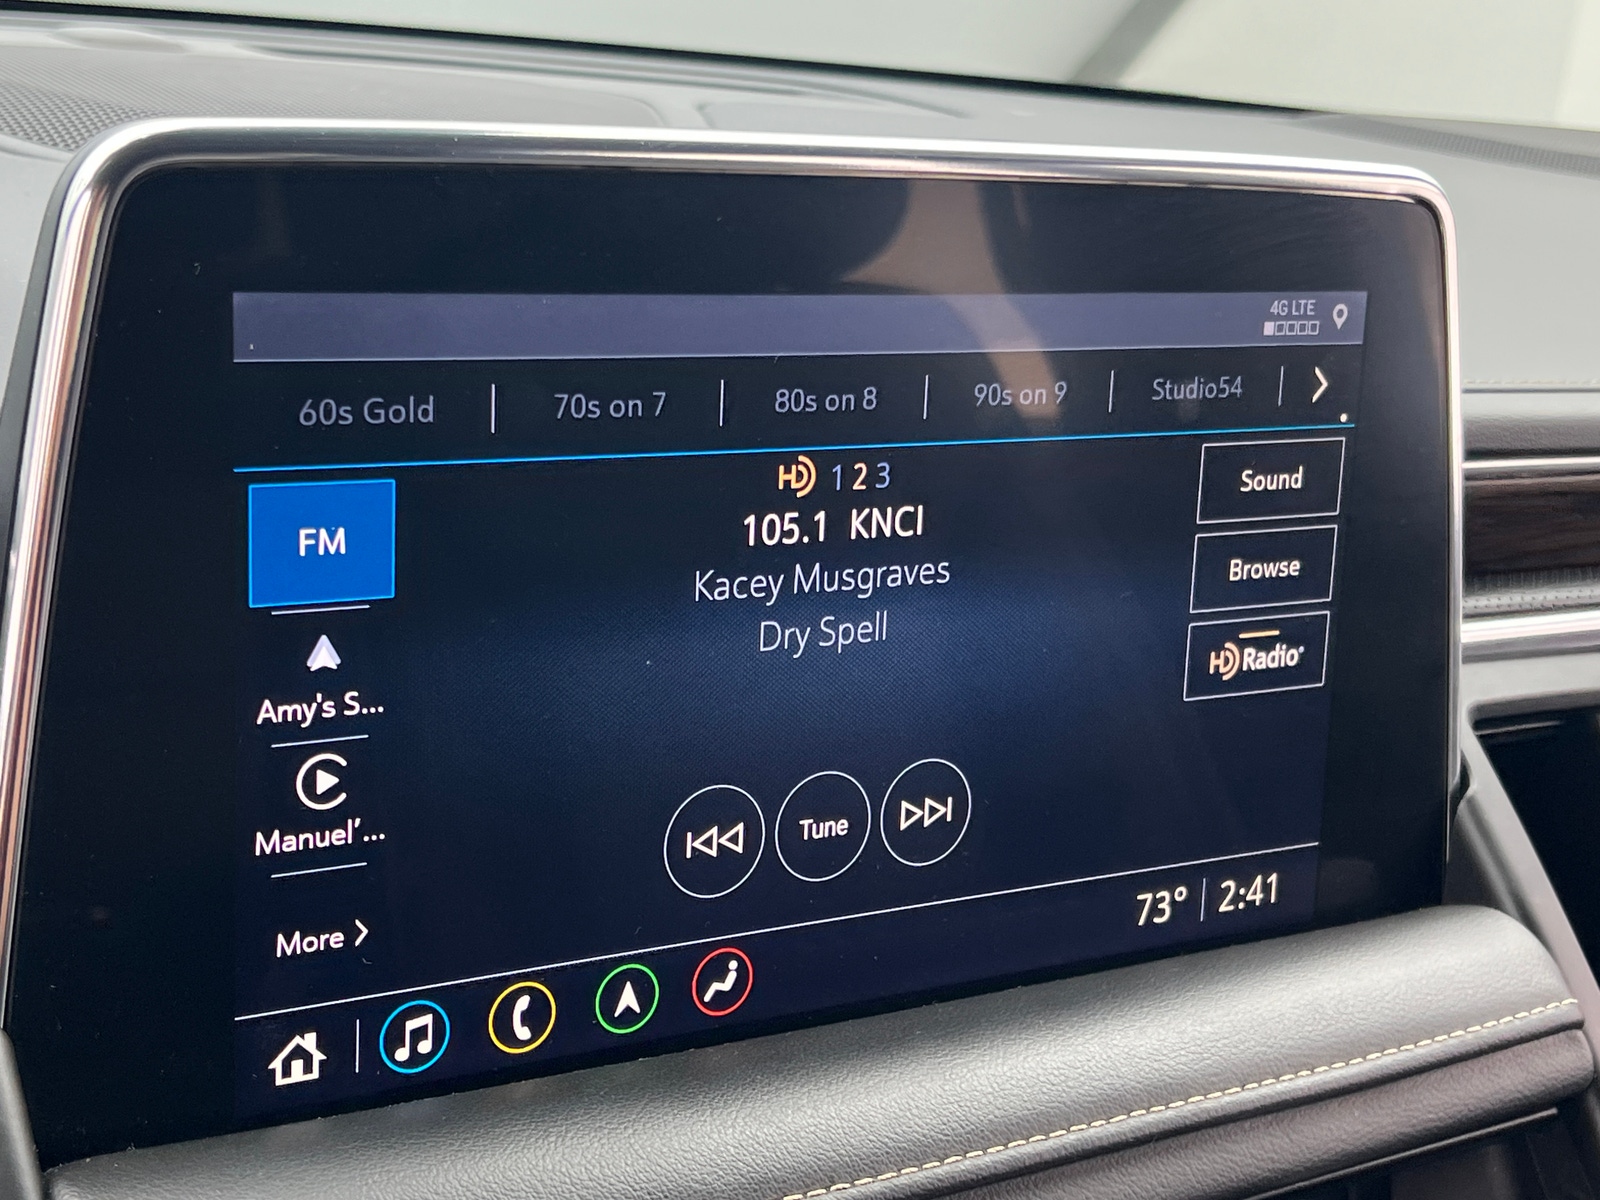 4G LTE
60s Gold | 70s on 7 | 80s on 8 | 90s on 9 | Studio54
FM
HD 1 2 3
105.1 KNCI
Kacey Musgraves
Dry Spell
Sound
Browse
HD Radio
Amy's S...
Manuel'...
More
Tune
73° | 2:41